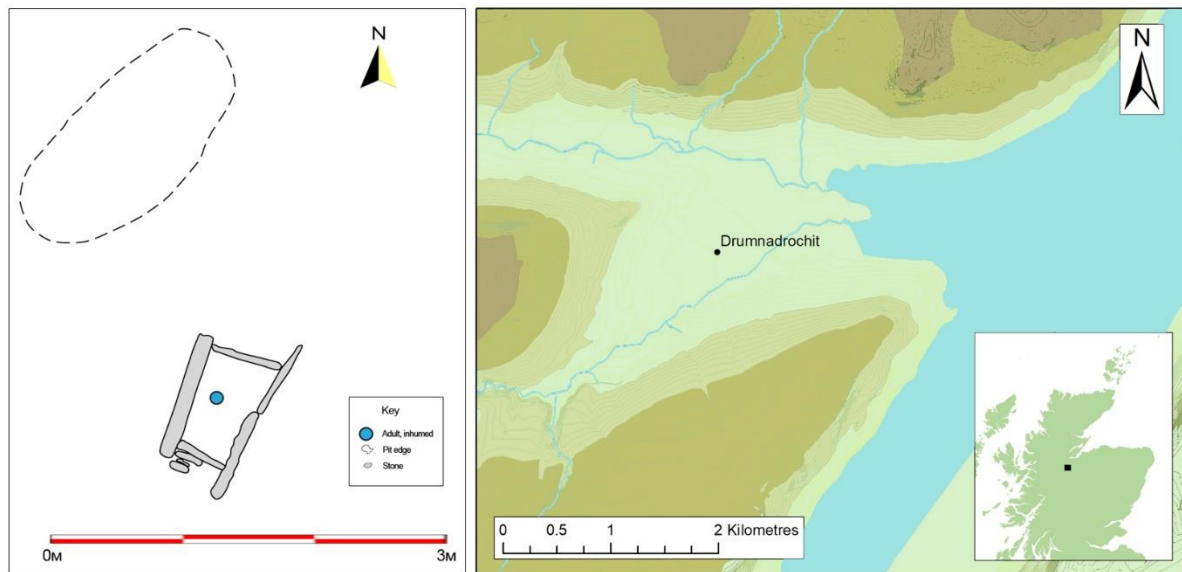 N
Key
Adult, inhumed
Pit edge
Stone
0M
3M
N
Drumnadrochit
0 0.5 1 2 Kilometres